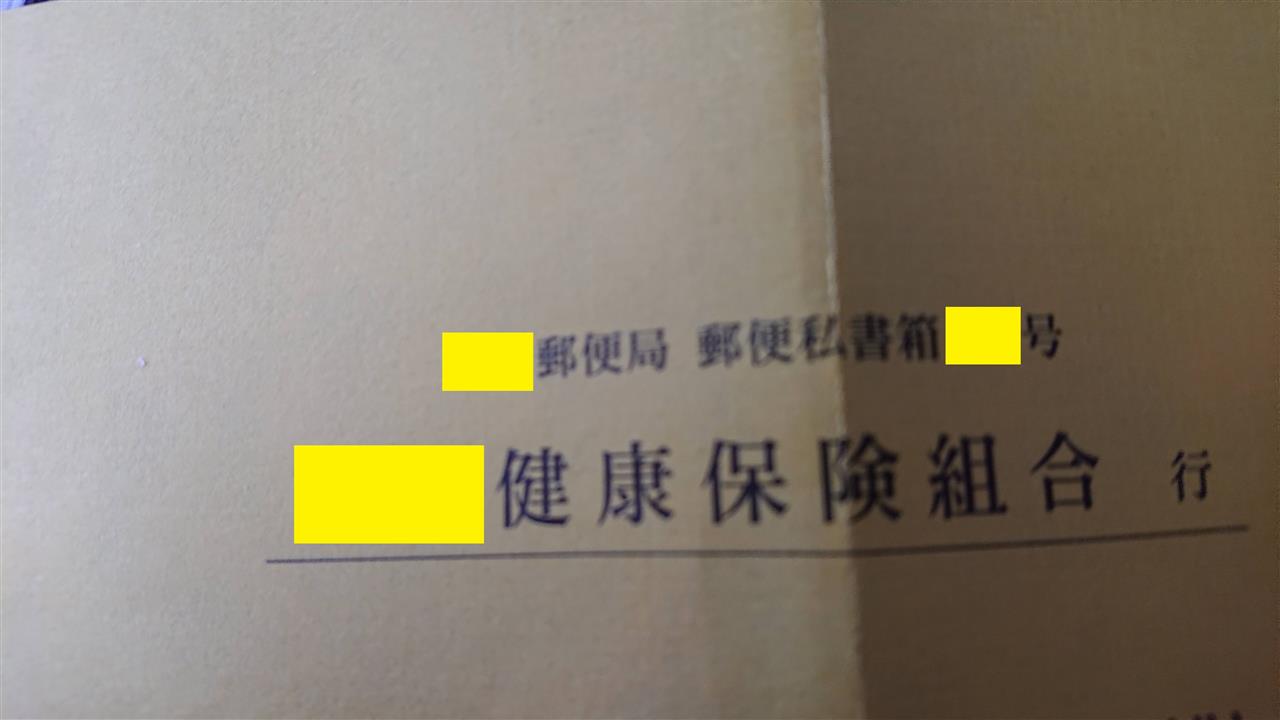 郵便局 郵便私書箱 号
健康保険組合 行